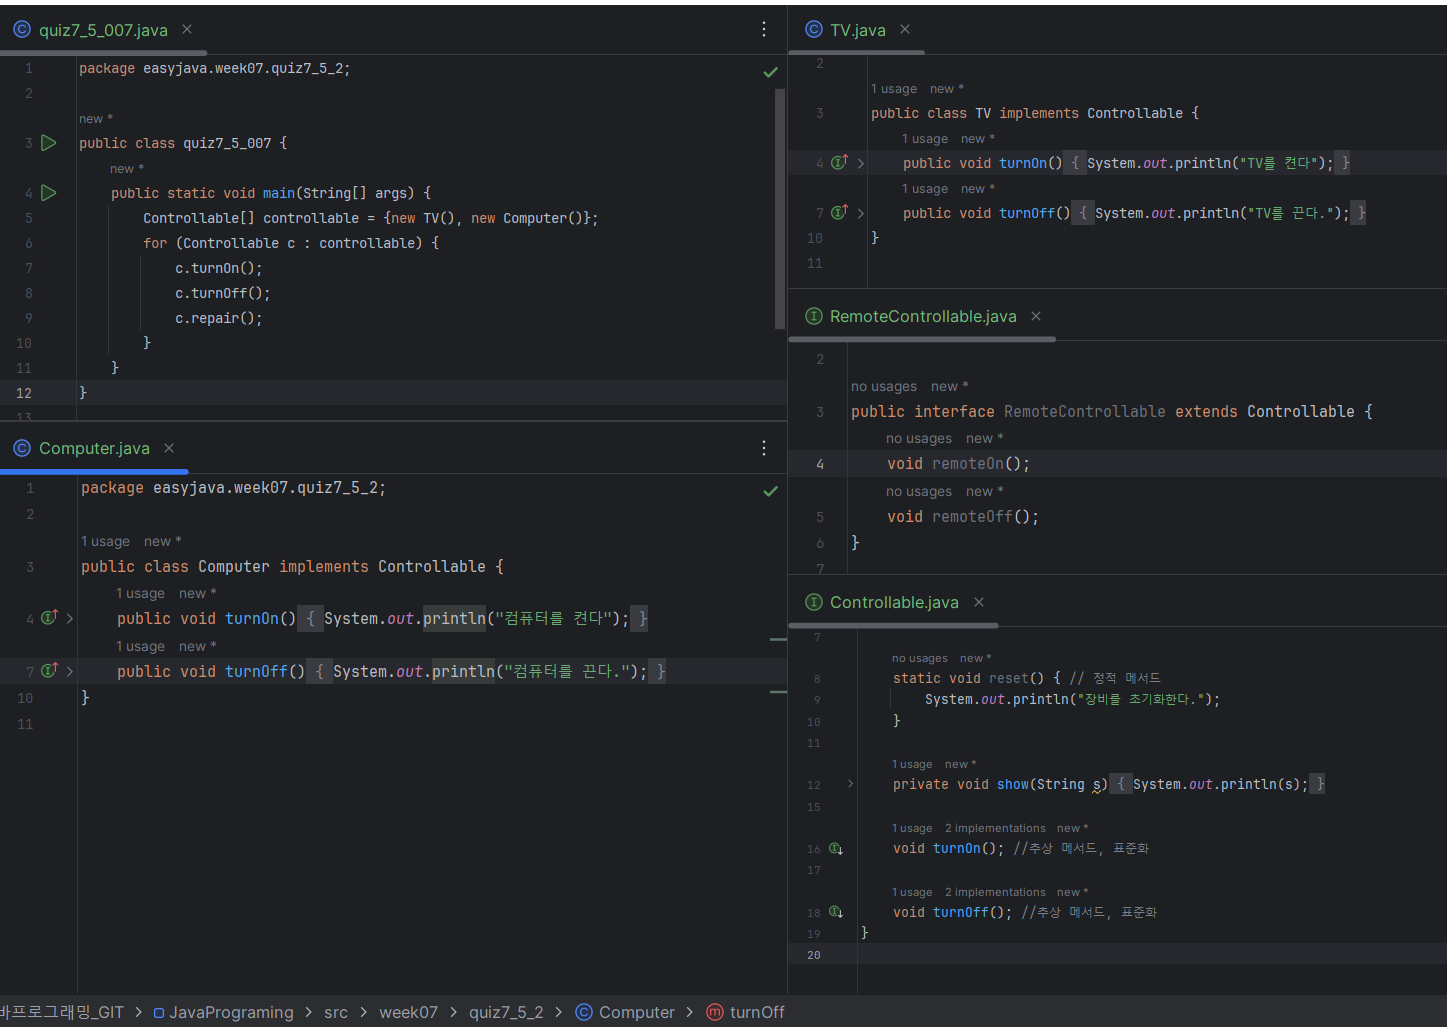 quiz7_5_007.java
1 package easyjava.week07.quiz7_5_2;
2
new *
3 public class quiz7_5_007 {
new *
4 public static void main(String[] args) {
5 Controllable[] controllable = {new TV(), new Computer()};
6 for (Controllable c : controllable) {
7 c.turnOn();
8 c.turnOff();
9 c.repair();
10 }
11 }
12 }
13
Computer.java
1 package easyjava.week07.quiz7_5_2;
2
1 usage new *
3 public class Computer implements Controllable {
1 usage new *
4 public void turnOn() { System.out.println("컴퓨터를 켠다"); }
1 usage new *
7 public void turnOff() { System.out.println("컴퓨터를 끈다."); }
10 }
11
TV.java
2
1 usage new *
3 public class TV implements Controllable {
1 usage new *
4 public void turnOn() { System.out.println("TV를 켠다"); }
1 usage new *
7 public void turnOff() { System.out.println("TV를 끈다."); }
10 }
11
RemoteControllable.java
2
no usages new *
3 public interface RemoteControllable extends Controllable {
no usages new *
4 void remoteOn();
no usages new *
5 void remoteOff();
6 }
7
Controllable.java
7
no usages new *
8 static void reset() { // 정적 메서드
9 System.out.println("장비를 초기화한다.");
10 }
11
1 usage new *
12 private void show(String s) { System.out.println(s); }
15
1 usage 2 implementations new *
16 void turnOn(); //추상 메서드, 표준화
17
1 usage 2 implementations new *
18 void turnOff(); //추상 메서드, 표준화
19 }
20
바프로그래밍_GIT > JavaPrograming > src > week07 > quiz7_5_2 > Computer > turnOff